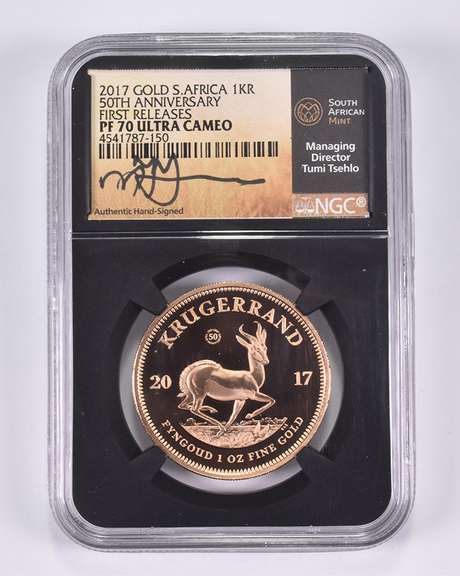 2017 GOLD S.AFRICA 1KR
50TH ANNIVERSARY
FIRST RELEASES
PF 70 ULTRA CAMEO
4541787-150
Authentic Hand-Signed
SOUTH
AFRICAN
MINT
Managing
Director
Tumi Tsehlo
NGC®
KRUGERRAND
50
20 17
FYNGOUD 1 OZ FINE GOLD